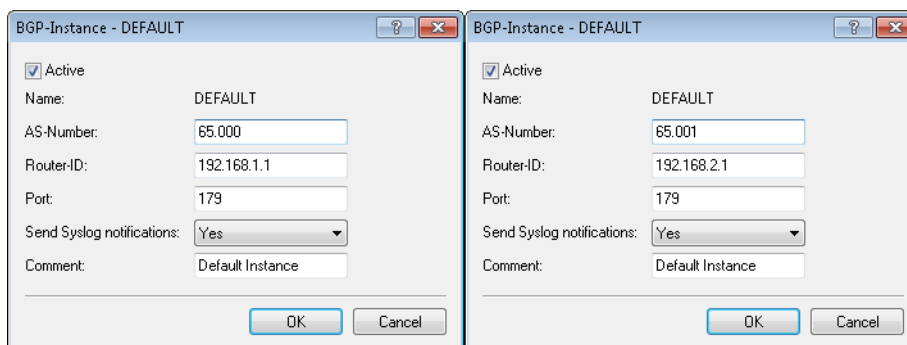 BGP-Instance - DEFAULT
Active
Name: DEFAULT
AS-Number: 65.000
Router-ID: 192.168.1.1
Port: 179
Send Syslog notifications: Yes
Comment: Default Instance
OK Cancel
BGP-Instance - DEFAULT
Active
Name: DEFAULT
AS-Number: 65.001
Router-ID: 192.168.2.1
Port: 179
Send Syslog notifications: Yes
Comment: Default Instance
OK Cancel